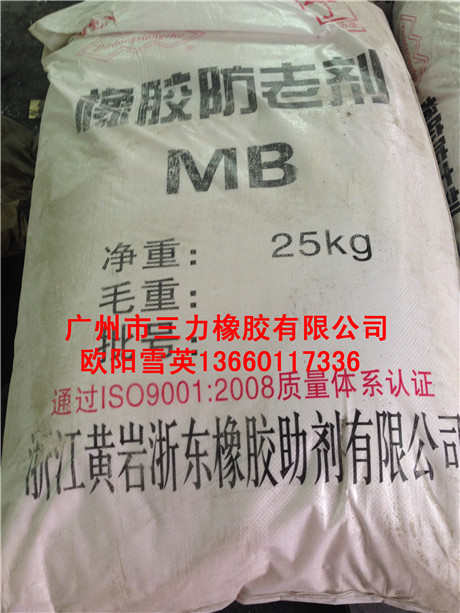 橡胶防老剂
MB
净重： 25kg
毛重：
批号：
广州市三力橡胶有限公司
欧阳雪英13660117336
通过ISO9001:2008质量体系认证
浙江黄岩浙东橡胶助剂有限公司